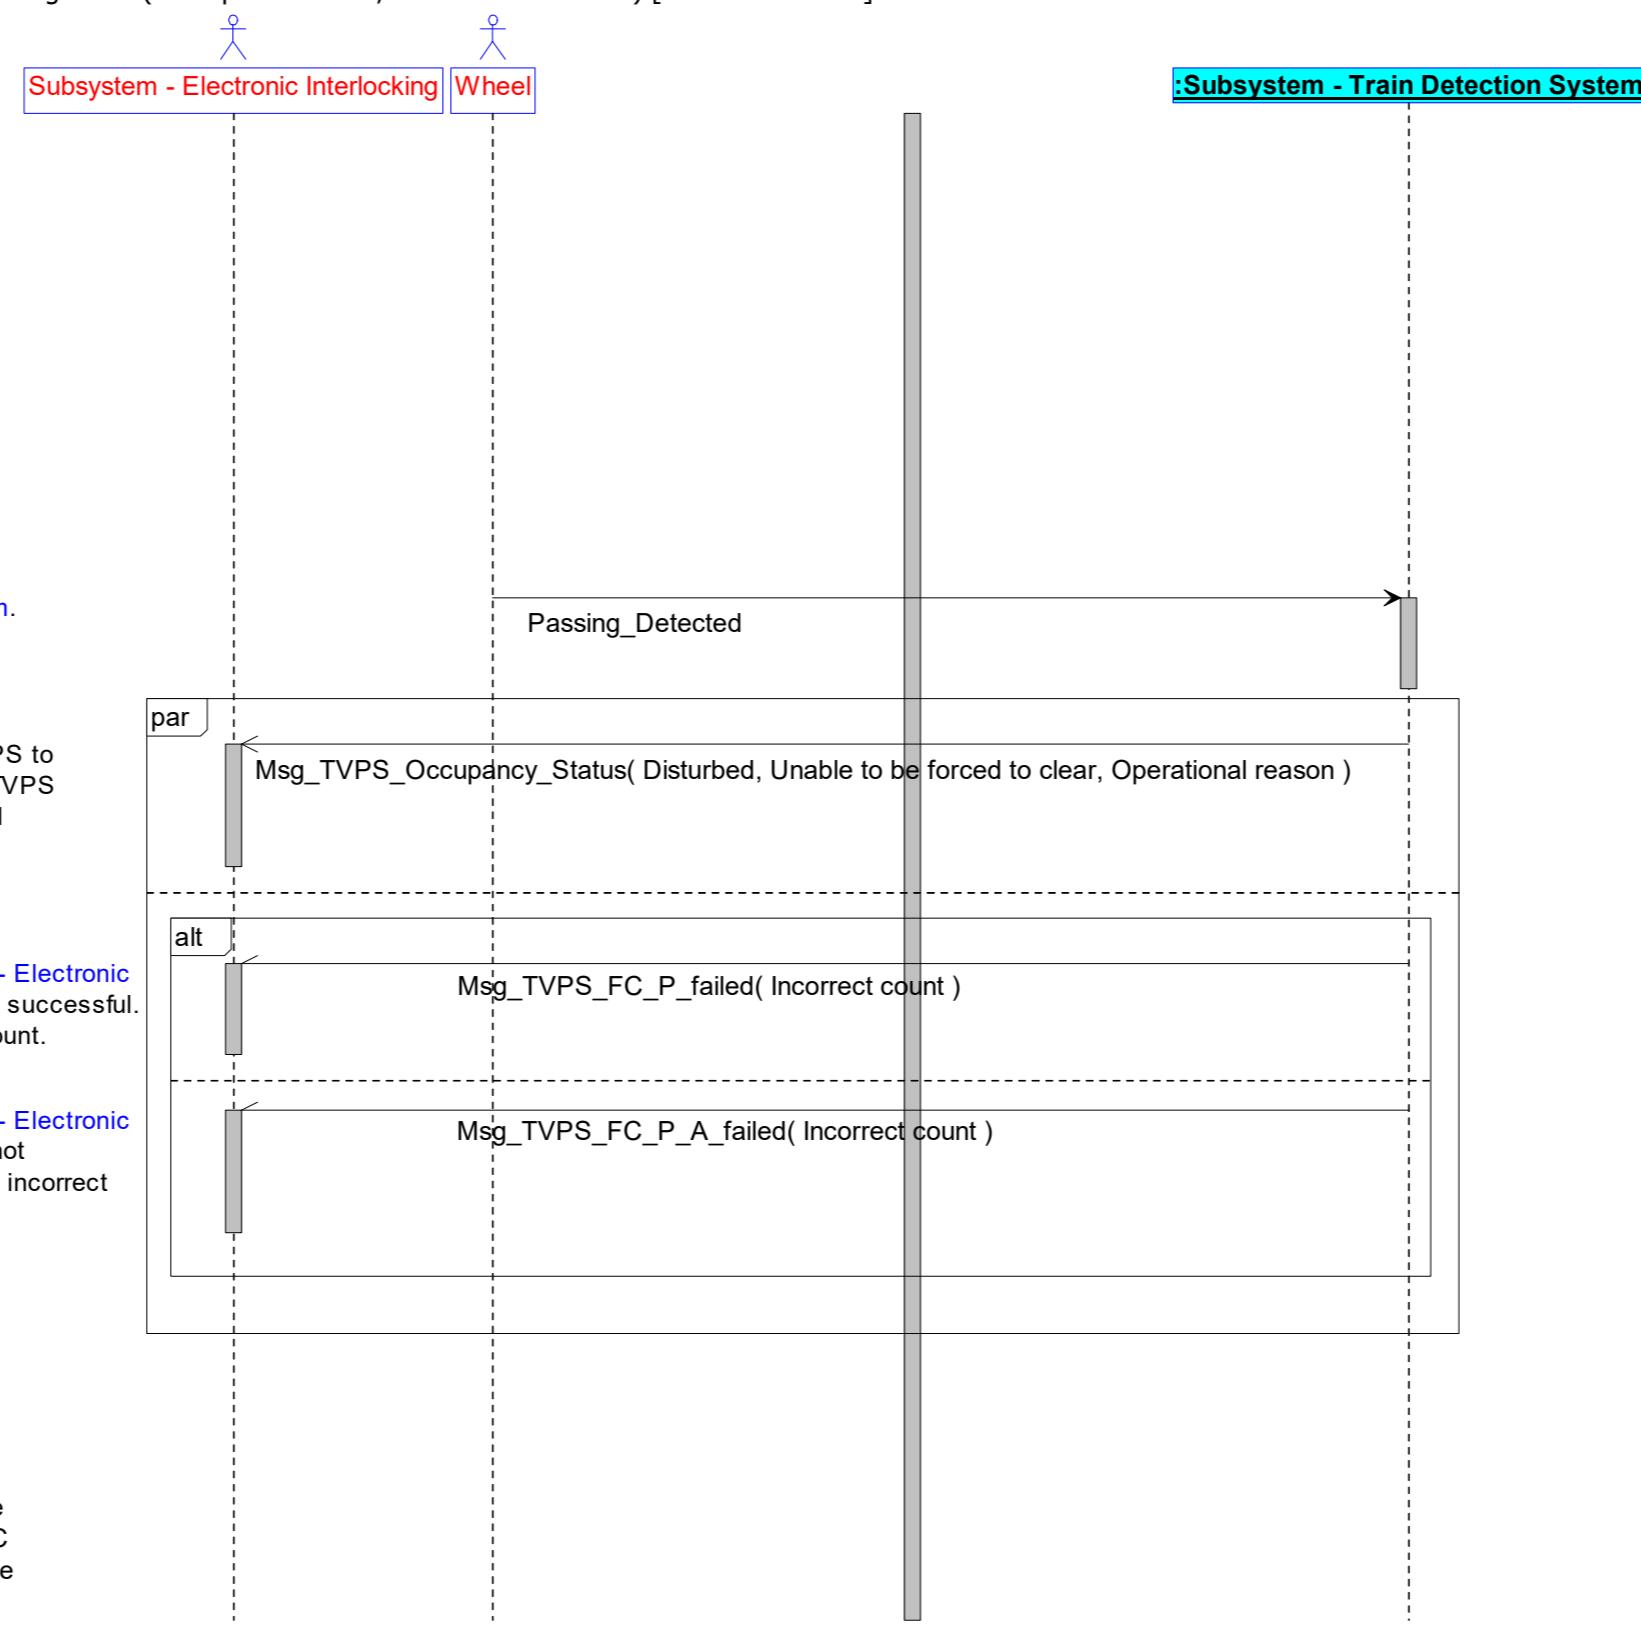 Subsystem - Electronic Interlocking
Wheel
:Subsystem - Train Detection System
Passing_Detected
par
PS to
TVPS
Msg_TVPS_Occupancy_Status( Disturbed, Unable to be forced to clear, Operational reason )
alt
- Electronic
successful.
ount.
Msg_TVPS_FC_P_failed( Incorrect count )
- Electronic
not
incorrect
Msg_TVPS_FC_P_A_failed( Incorrect count )
e
C
e